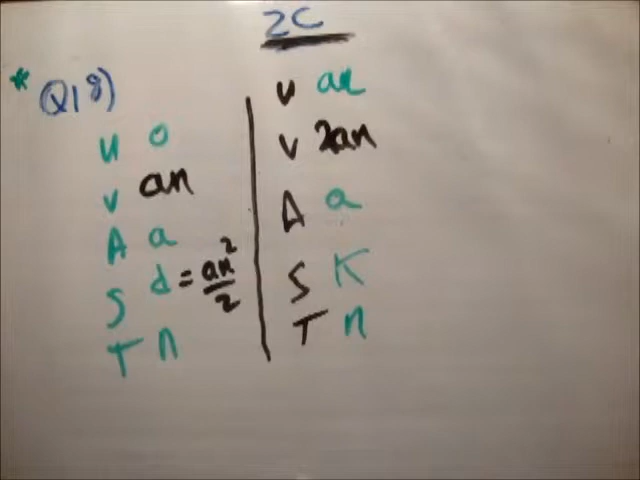 2C
* Q18)
u 0
v an
A a
S d = an²/2
T n
u an
v 2an
A a
S K
T n